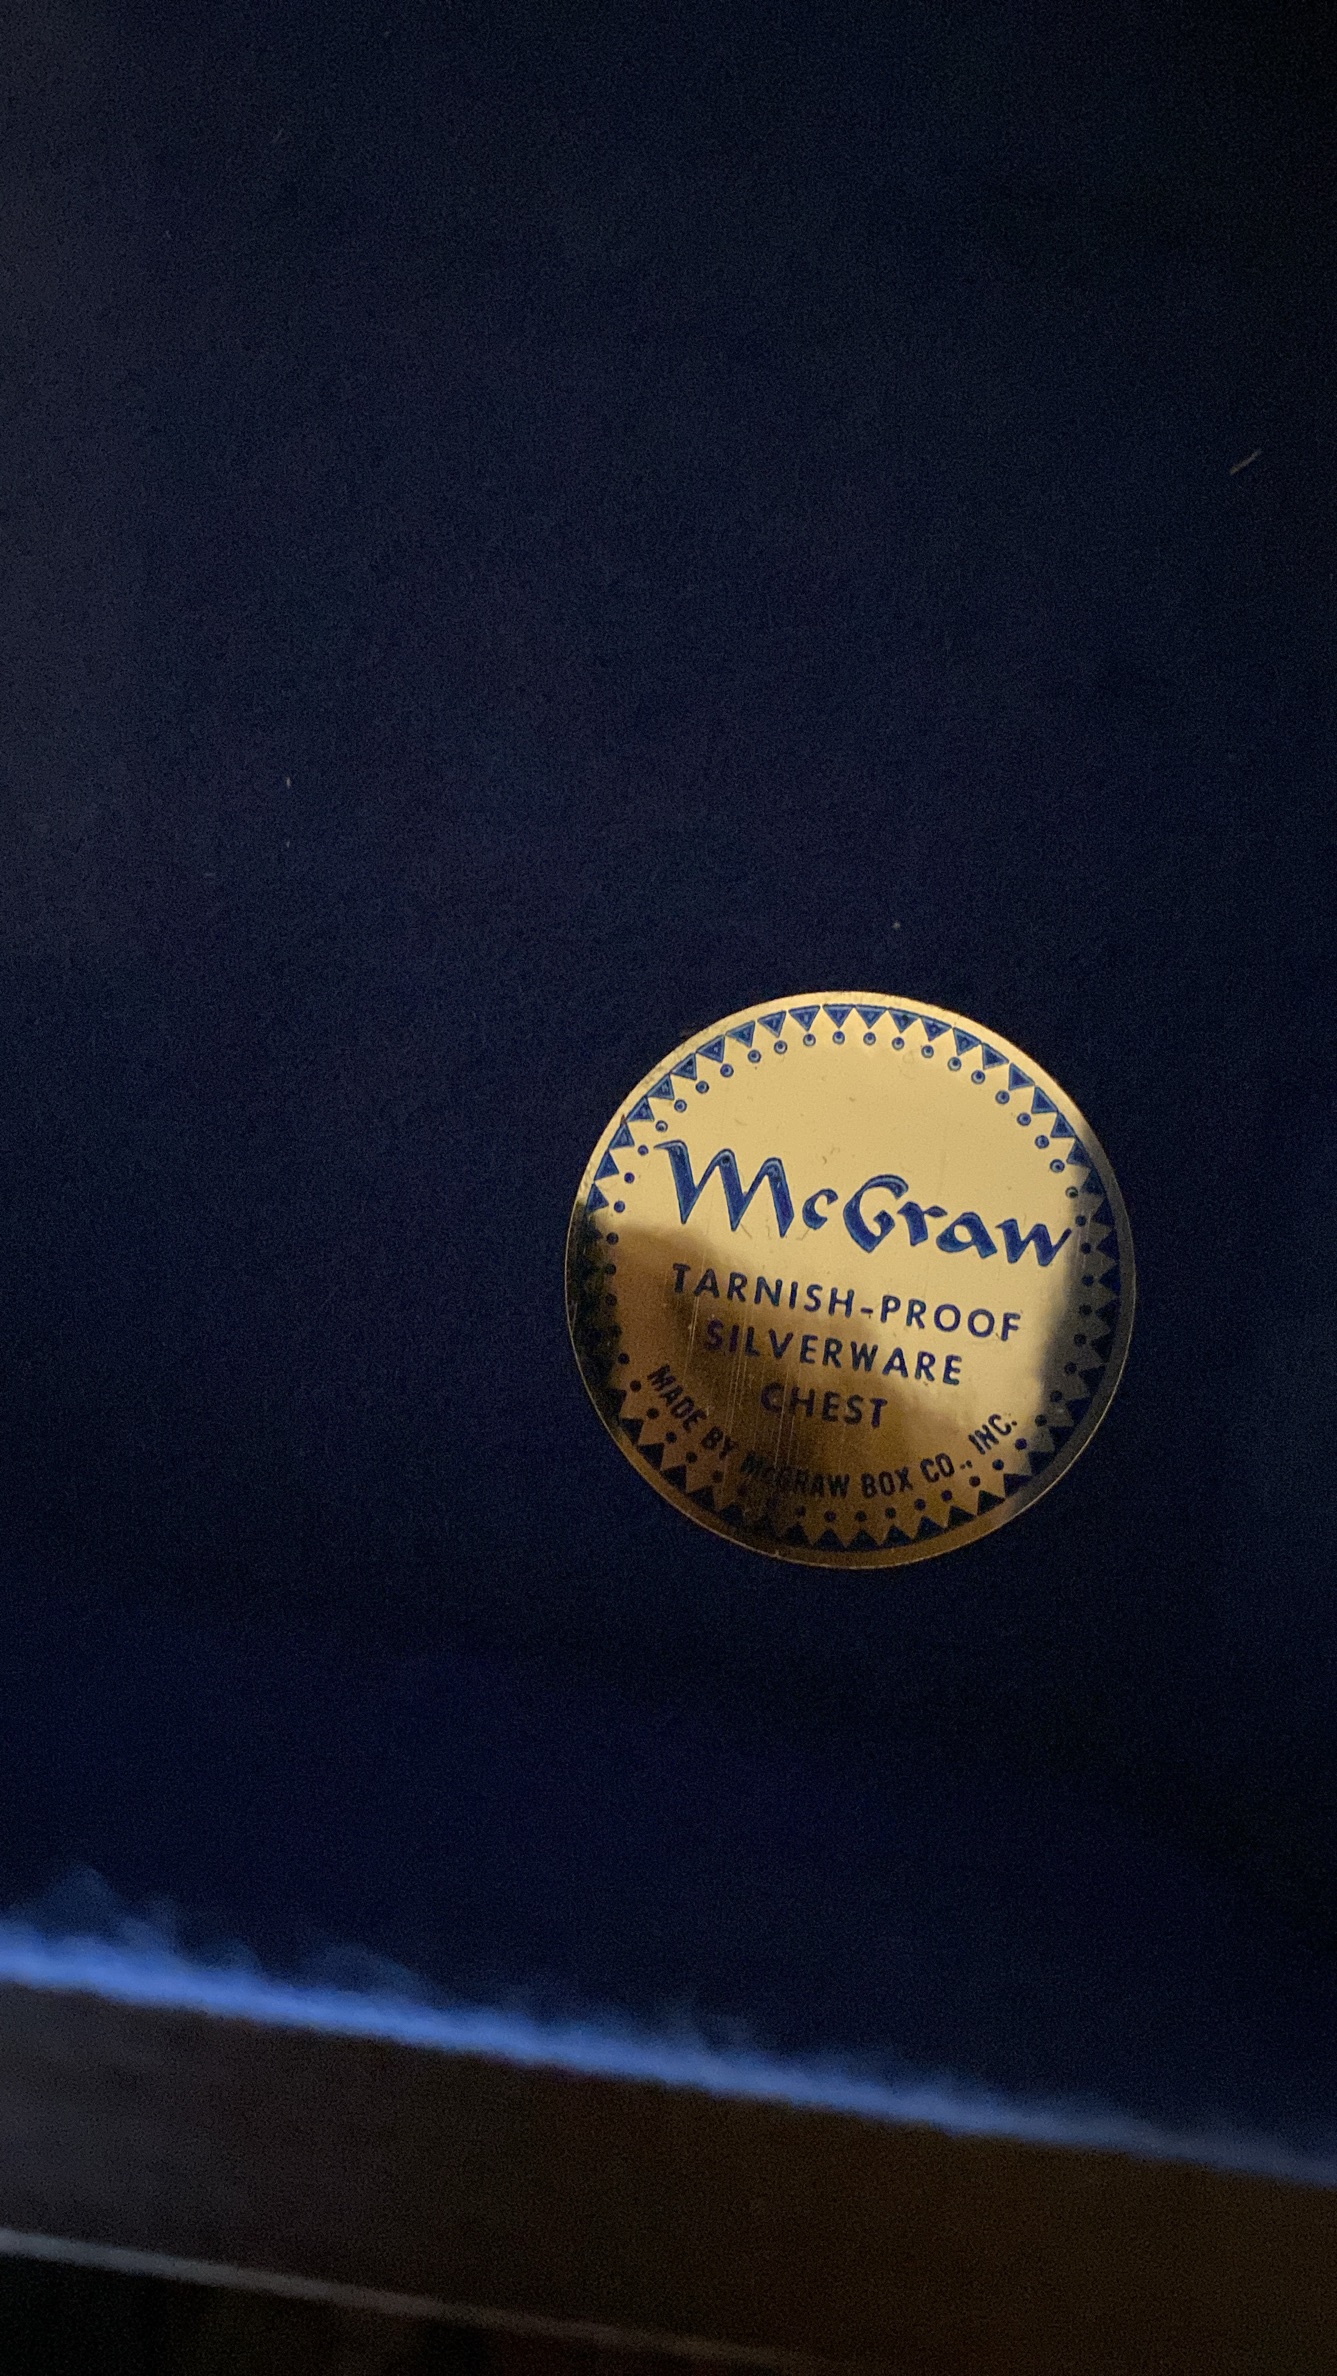 McGraw
TARNISH-PROOF
SILVERWARE
CHEST
MADE BY McGRAW BOX CO., INC.